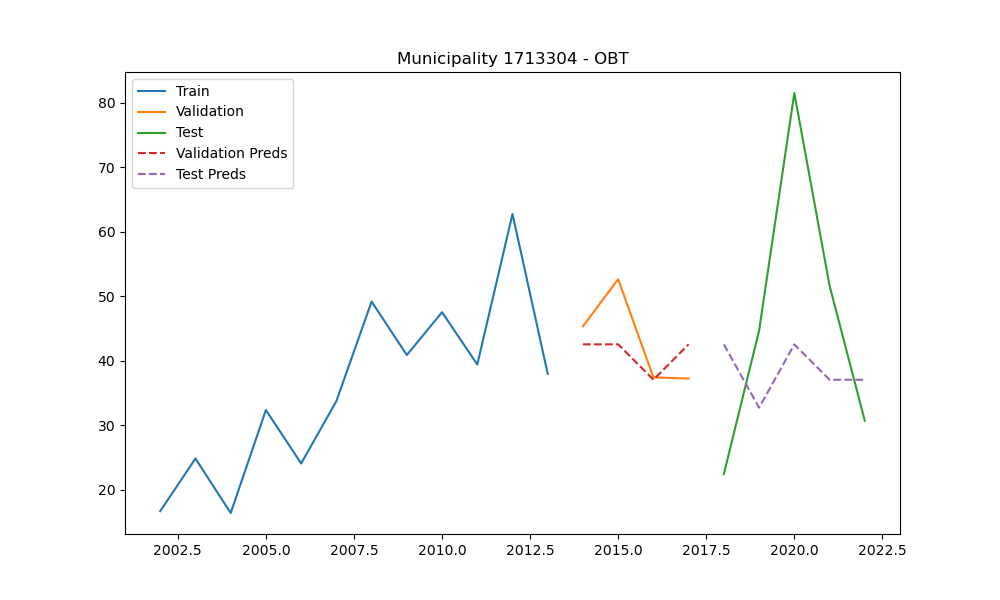 Municipality 1713304 - OBT
Train
Validation
Test
Validation Preds
Test Preds
80
70
60
50
40
30
20
2002.5 2005.0 2007.5 2010.0 2012.5 2015.0 2017.5 2020.0 2022.5